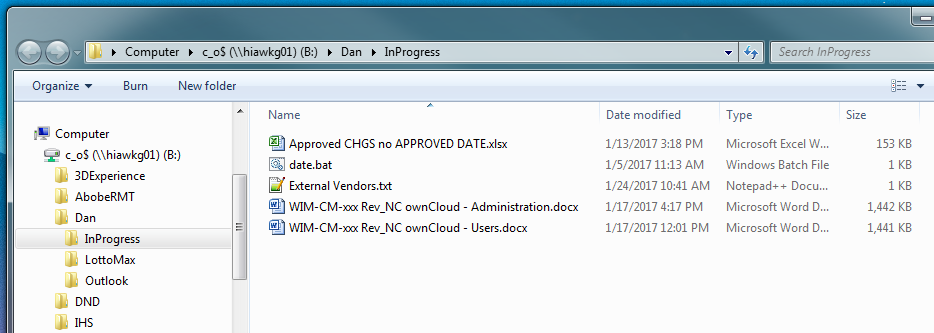 Computer ▸ c_o$ (\\hiawkg01) (B:) ▸ Dan ▸ InProgress
Search InProgress
Organize Burn New folder
Name Date modified Type Size
Computer
c_o$ (\\hiawkg01) (B:)
3DExperience
AbobeRMT
Dan
InProgress
LottoMax
Outlook
DND
IHS
Approved CHGS no APPROVED DATE.xlsx 1/13/2017 3:18 PM Microsoft Excel W... 153 KB
date.bat 1/5/2017 11:13 AM Windows Batch File 1 KB
External Vendors.txt 1/24/2017 10:41 AM Notepad++ Docu... 1 KB
WIM-CM-xxx Rev_NC ownCloud - Administration.docx 1/17/2017 4:17 PM Microsoft Word D... 1,442 KB
WIM-CM-xxx Rev_NC ownCloud - Users.docx 1/17/2017 12:01 PM Microsoft Word D... 1,441 KB